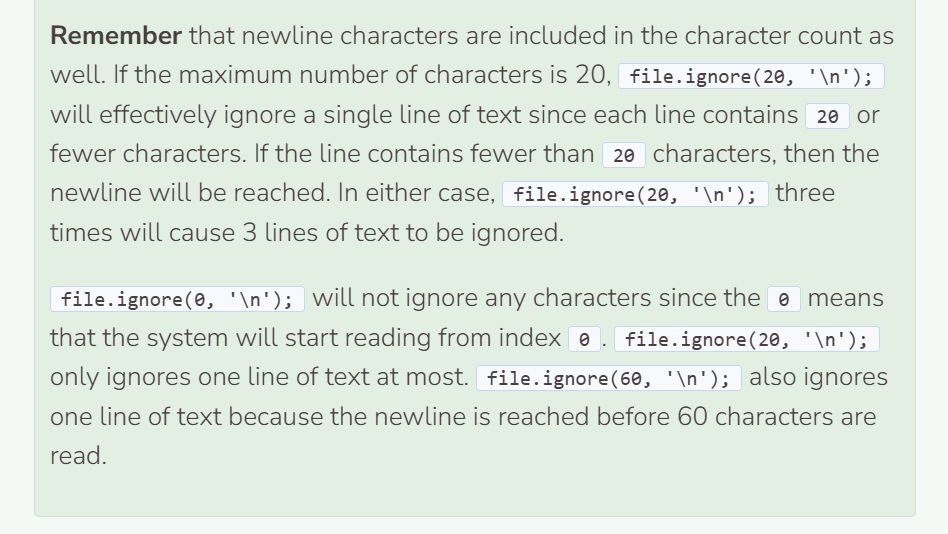 Remember that newline characters are included in the character count as
well. If the maximum number of characters is 20, file.ignore(20, '\n');
will effectively ignore a single line of text since each line contains 20 or
fewer characters. If the line contains fewer than 20 characters, then the
newline will be reached. In either case, file.ignore(20, '\n'); three
times will cause 3 lines of text to be ignored.
file.ignore(0, '\n'); will not ignore any characters since the 0 means
that the system will start reading from index 0. file.ignore(20, '\n');
only ignores one line of text at most. file.ignore(60, '\n'); also ignores
one line of text because the newline is reached before 60 characters are
read.